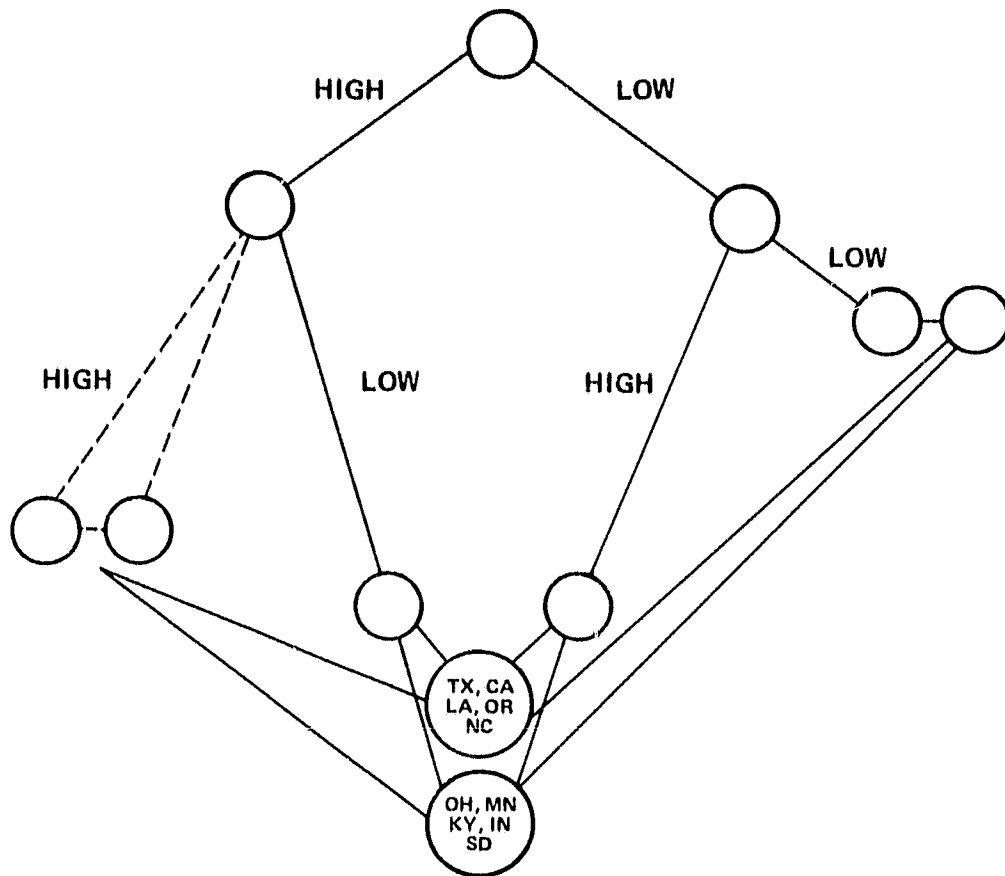 HIGH
LOW
LOW
HIGH
LOW
HIGH
TX, CA
LA, OR
NC
OH, MN
KY, IN
SD